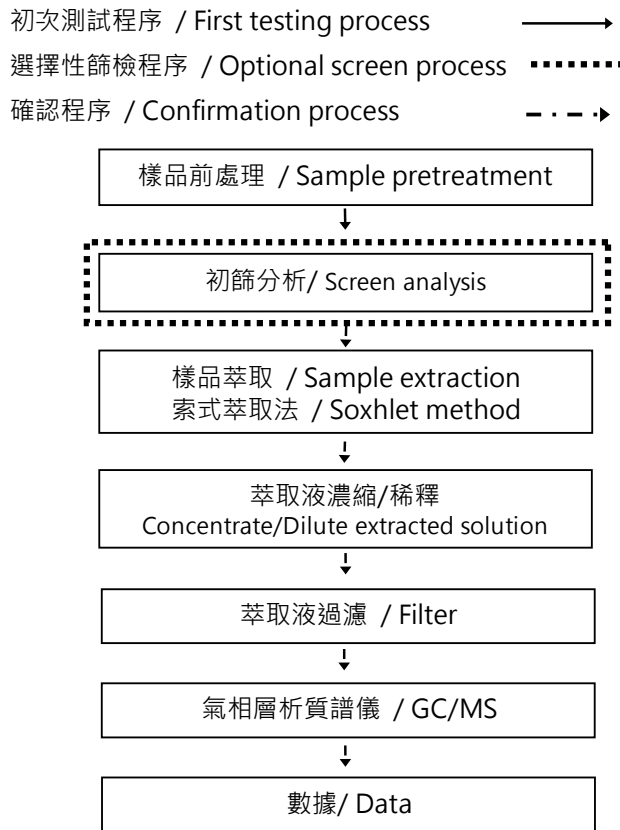 初次測試程序 / First testing process
選擇性篩檢程序 / Optional screen process
確認程序 / Confirmation process
樣品前處理 / Sample pretreatment
初篩分析/ Screen analysis
樣品萃取 / Sample extraction
索式萃取法 / Soxhlet method
萃取液濃縮/稀釋
Concentrate/Dilute extracted solution
萃取液過濾 / Filter
氣相層析質譜儀 / GC/MS
數據/ Data